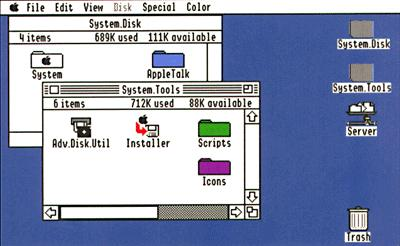 File Edit View Disk Special Color
System.Disk
4 items 689K used 111K available
System AppleTalk
System.Tools
6 items 712K used 88K available
Adv.Disk.Util Installer Scripts
Icons
System.Disk
System.Tools
Server
Trash